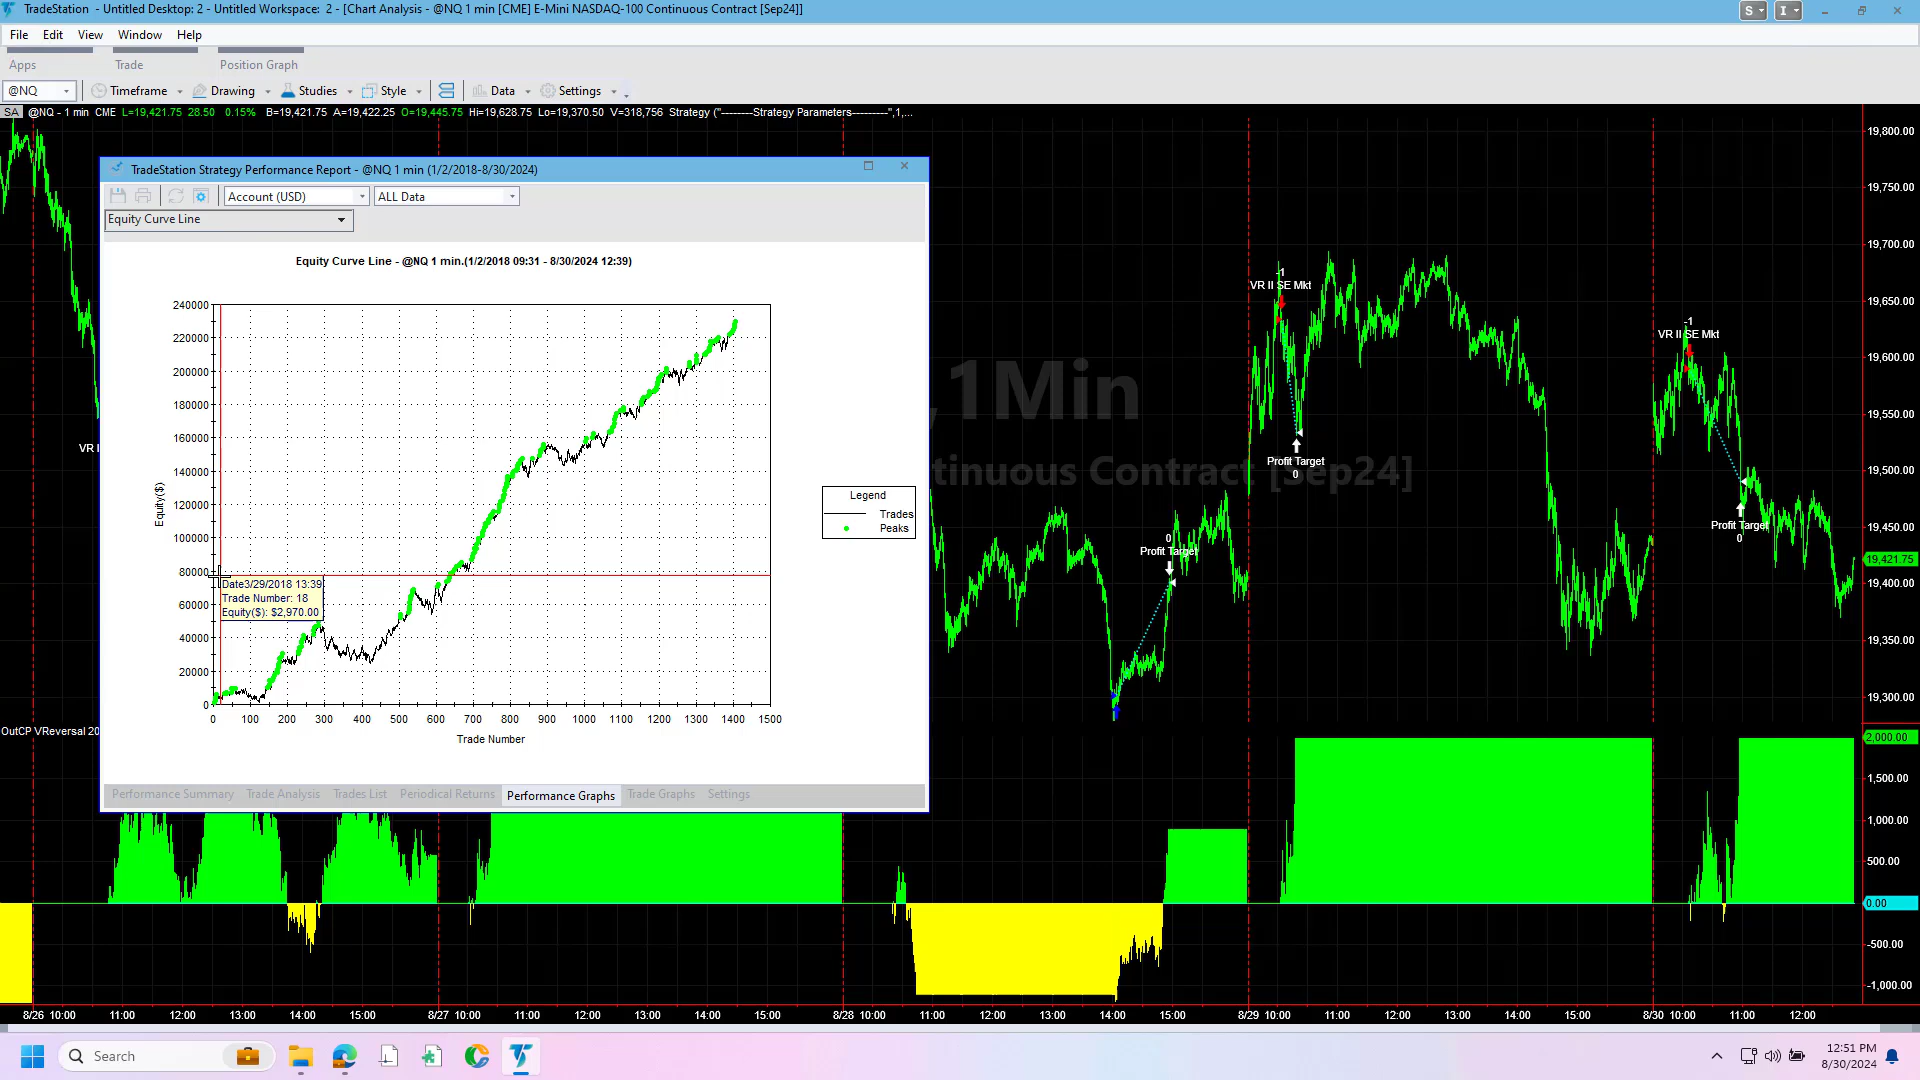 TradeStation - Untitled Desktop: 2 - Untitled Workspace: 2 - [Chart Analysis - @NQ 1 min [CME] E-Mini NASDAQ-100 Continuous Contract [Sep24]]
S
I
File Edit View Window Help
Apps Trade Position Graph
@NQ Timeframe Drawing Studies Style Data Settings
SA @NQ - 1 min CME L=19,421.75 28.50 0.15% B=19,421.75 A=19,422.25 O=19,445.75 Hi=19,628.75 Lo=19,370.50 V=318,756 Strategy ("--------Strategy Parameters---------",1,...
TradeStation Strategy Performance Report - @NQ 1 min (1/2/2018-8/30/2024)
Account (USD) ALL Data
Equity Curve Line
Equity Curve Line - @NQ 1 min.(1/2/2018 09:31 - 8/30/2024 12:39)
240000
220000
200000
180000
160000
140000
120000
100000
80000
60000
40000
20000
0
Equity($)
Date3/29/2018 13:39
Trade Number: 18
Equity($): $2,970.00
0 100 200 300 400 500 600 700 800 900 1000 1100 1200 1300 1400 1500
Trade Number
Legend
Trades
Peaks
Performance Summary Trade Analysis Trades List Periodical Returns Performance Graphs Trade Graphs Settings
VR I
OutCP VReversal 20
,1Min
tinuous Contract [Sep24]
0
Profit Target
-1
VR II SE Mkt
Profit Target
0
-1
VR II SE Mkt
Profit Target
0
19,800.00
19,750.00
19,700.00
19,650.00
19,600.00
19,550.00
19,500.00
19,450.00
19,421.75
19,400.00
19,350.00
19,300.00
2,000.00
1,500.00
1,000.00
500.00
0.00
-500.00
-1,000.00
8/26 10:00 11:00 12:00 13:00 14:00 15:00 8/27 10:00 11:00 12:00 13:00 14:00 15:00 8/28 10:00 11:00 12:00 13:00 14:00 15:00 8/29 10:00 11:00 12:00 13:00 14:00 15:00 8/30 10:00 11:00 12:00
Search
12:51 PM
8/30/2024